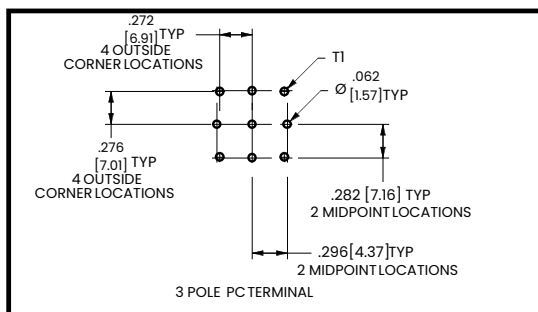 .272
[6.91] TYP
4 OUTSIDE
CORNER LOCATIONS
T1
Ø .062
[1.57] TYP
.276
[7.01] TYP
4 OUTSIDE
CORNER LOCATIONS
.282 [7.16] TYP
2 MIDPOINT LOCATIONS
.296[4.37]TYP
2 MIDPOINT LOCATIONS
3 POLE PC TERMINAL